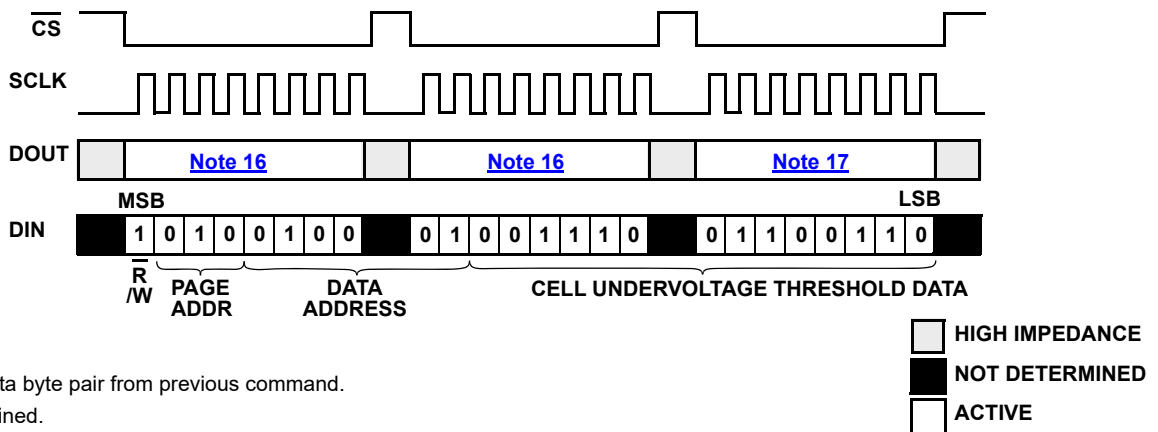 CS
SCLK
DOUT Note 16 Note 16 Note 17
MSB LSB
DIN 1 0 1 0 0 1 0 0 0 1 0 0 1 1 1 0 0 1 1 0 0 1 1 0
R
/W
PAGE
ADDR
DATA
ADDRESS
CELL UNDERVOLTAGE THRESHOLD DATA
HIGH IMPEDANCE
NOT DETERMINED
ACTIVE
ta byte pair from previous command.
ined.